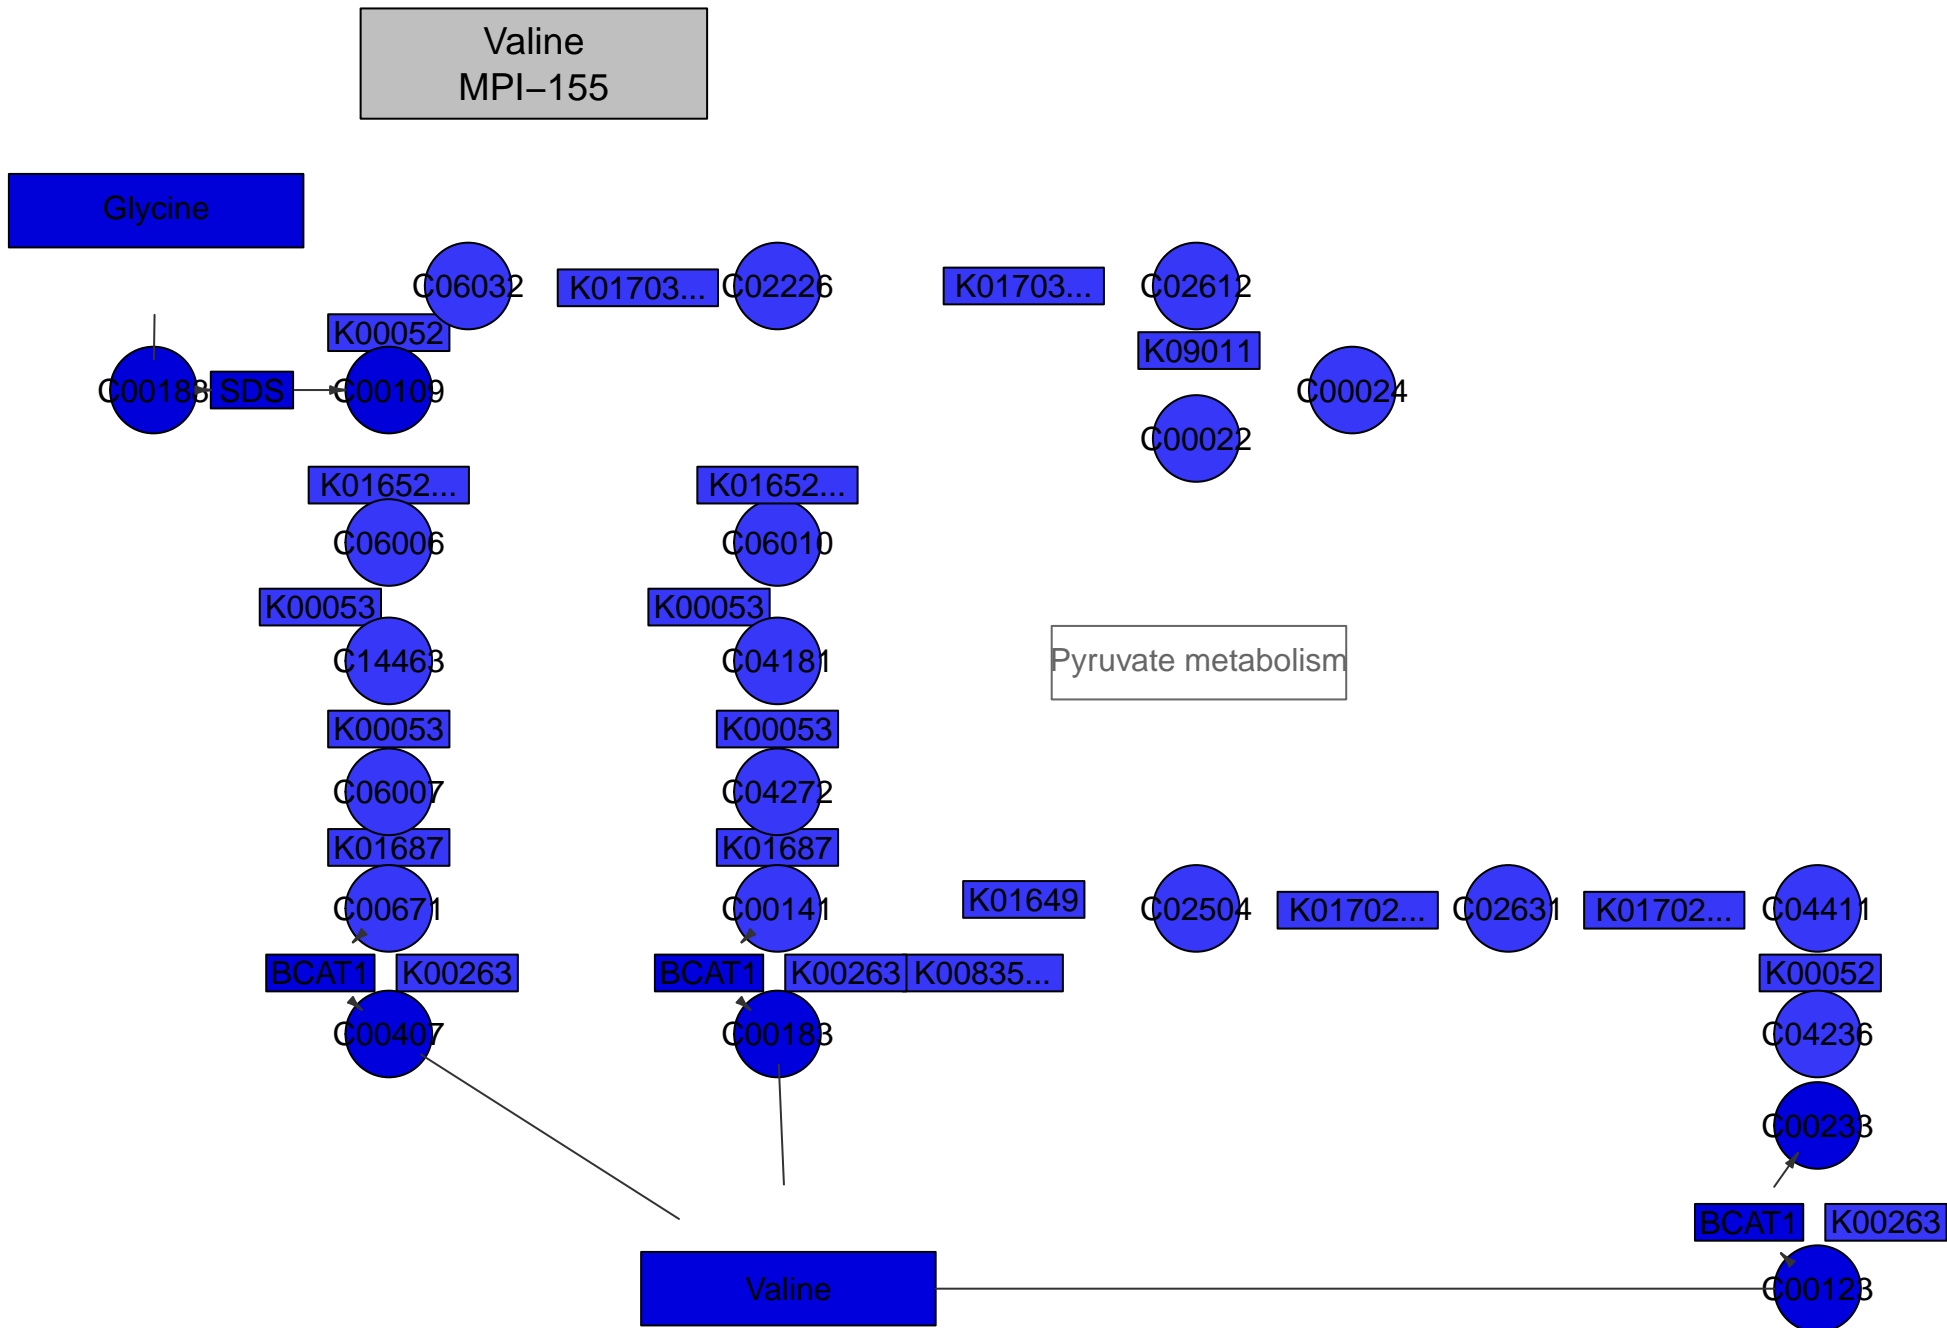 Valine
MPI−155
Glycine
C06032
K01703...
C02226
K01703...
C02612
K00052
K09011
C00188
SDS
C00109
C00024
C00022
K01652...
K01652...
C06006
C06010
K00053
K00053
C14463
C04181
Pyruvate metabolism
K00053
K00053
C06007
C04272
K01687
K01687
C00671
C00141
K01649
C02504
K01702...
C02631
K01702...
C04411
BCAT1
K00263
BCAT1
K00263
K00835...
K00052
C00407
C00183
C04236
C00233
BCAT1
K00263
Valine
C00123